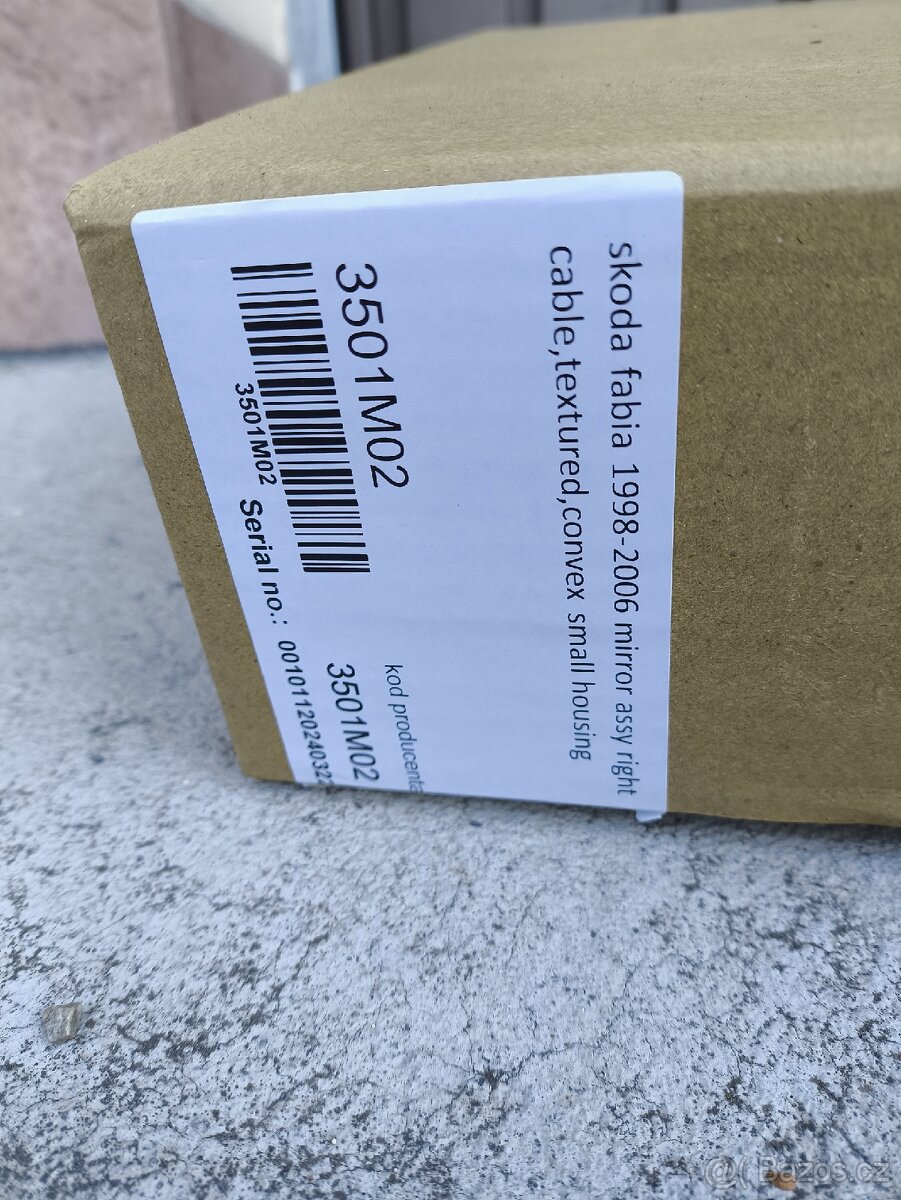 skoda fabia 1998-2006 mirror assy right
cable,textured,convex small housing
kod producenta
3501M02
3501M02
3501M02 Serial no.: 00101120240322
@( Bazos.cz